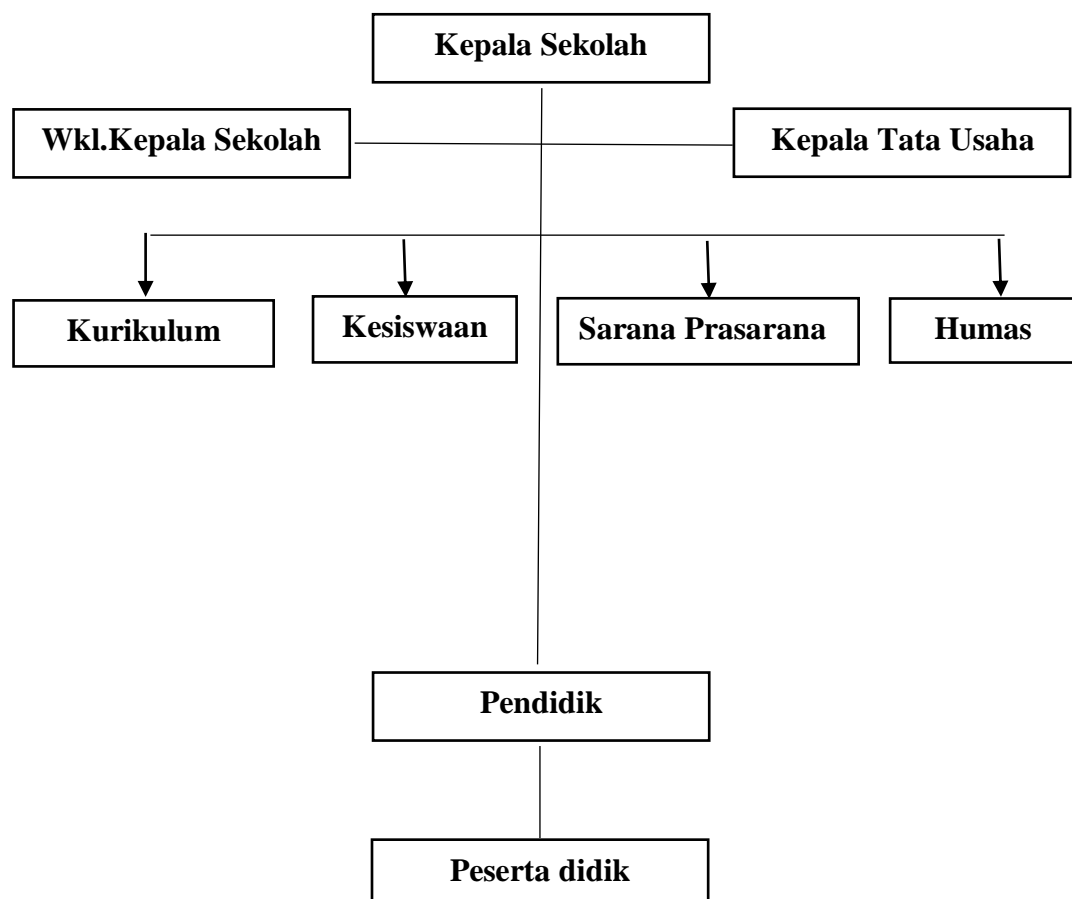 Kepala Sekolah
Wkl.Kepala Sekolah
Kepala Tata Usaha
Kurikulum
Kesiswaan
Sarana Prasarana
Humas
Pendidik
Peserta didik